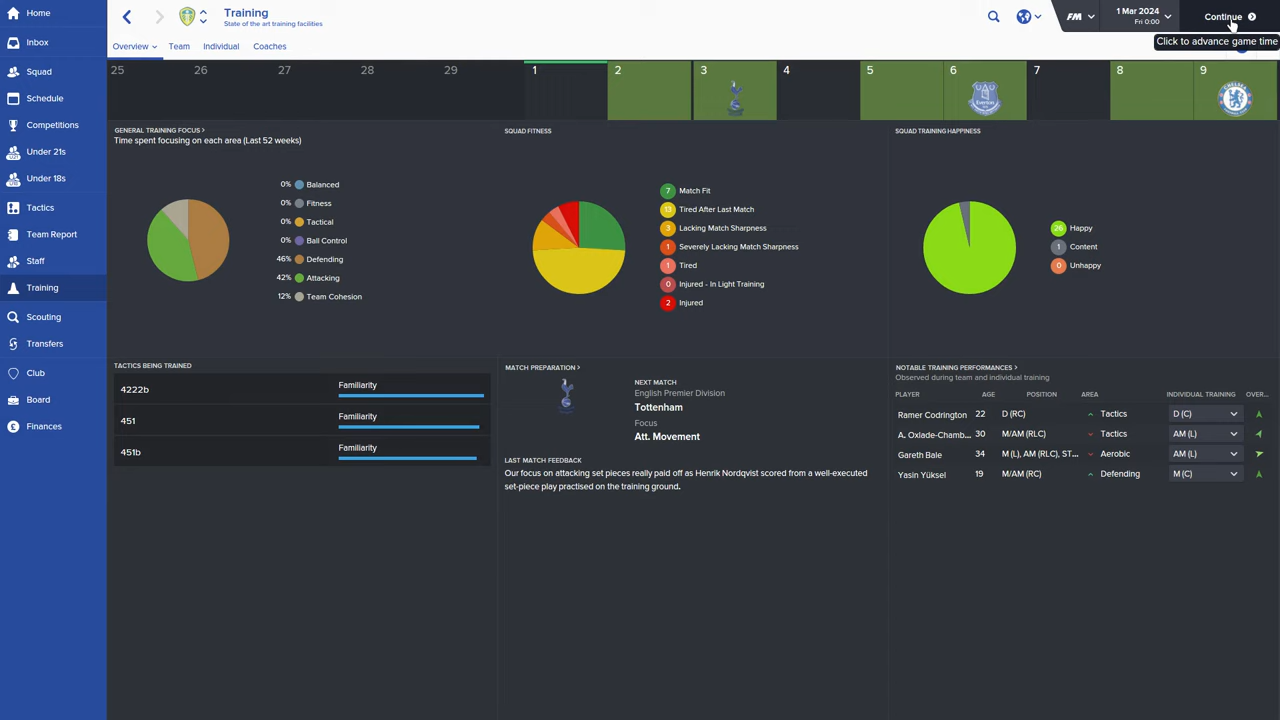 Home
Training
State of the art training facilities
FM
1 Mar 2024
Fri 0:00
Continue
Click to advance game time
Inbox
Overview
Team
Individual
Coaches
Squad
Schedule
Competitions
Under 21s
Under 18s
Tactics
Team Report
Staff
Training
Scouting
Transfers
Club
Board
Finances
25
26
27
28
29
1
2
3
4
5
6
7
8
9
GENERAL TRAINING FOCUS >
Time spent focusing on each area (Last 52 weeks)
0% Balanced
0% Fitness
0% Tactical
0% Ball Control
46% Defending
42% Attacking
12% Team Cohesion
SQUAD FITNESS
7 Match Fit
13 Tired After Last Match
3 Lacking Match Sharpness
1 Severely Lacking Match Sharpness
1 Tired
0 Injured - In Light Training
2 Injured
SQUAD TRAINING HAPPINESS
26 Happy
1 Content
0 Unhappy
TACTICS BEING TRAINED
4222b Familiarity
451 Familiarity
451b Familiarity
MATCH PREPARATION >
NEXT MATCH
English Premier Division
Tottenham
Focus
Att. Movement
LAST MATCH FEEDBACK
Our focus on attacking set pieces really paid off as Henrik Nordqvist scored from a well-executed
set-piece play practised on the training ground.
NOTABLE TRAINING PERFORMANCES >
Observed during team and individual training
PLAYER AGE POSITION AREA INDIVIDUAL TRAINING OVER...
Ramer Codrington 22 D (RC) Tactics D (C)
A. Oxlade-Chamb... 30 M/AM (RLC) Tactics AM (L)
Gareth Bale 34 M (L), AM (RLC), ST... Aerobic AM (L)
Yasin Yüksel 19 M/AM (RC) Defending M (C)